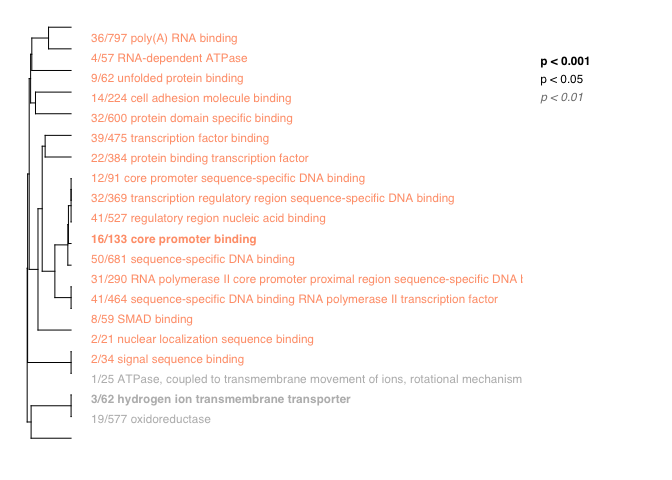 36/797 poly(A) RNA binding
4/57 RNA-dependent ATPase
9/62 unfolded protein binding
14/224 cell adhesion molecule binding
32/600 protein domain specific binding
39/475 transcription factor binding
22/384 protein binding transcription factor
12/91 core promoter sequence-specific DNA binding
32/369 transcription regulatory region sequence-specific DNA binding
41/527 regulatory region nucleic acid binding
16/133 core promoter binding
50/681 sequence-specific DNA binding
31/290 RNA polymerase II core promoter proximal region sequence-specific DNA
41/464 sequence-specific DNA binding RNA polymerase II transcription factor
8/59 SMAD binding
2/21 nuclear localization sequence binding
2/34 signal sequence binding
1/25 ATPase, coupled to transmembrane movement of ions, rotational mechanism
3/62 hydrogen ion transmembrane transporter
19/577 oxidoreductase
p < 0.001
p < 0.05
p < 0.01